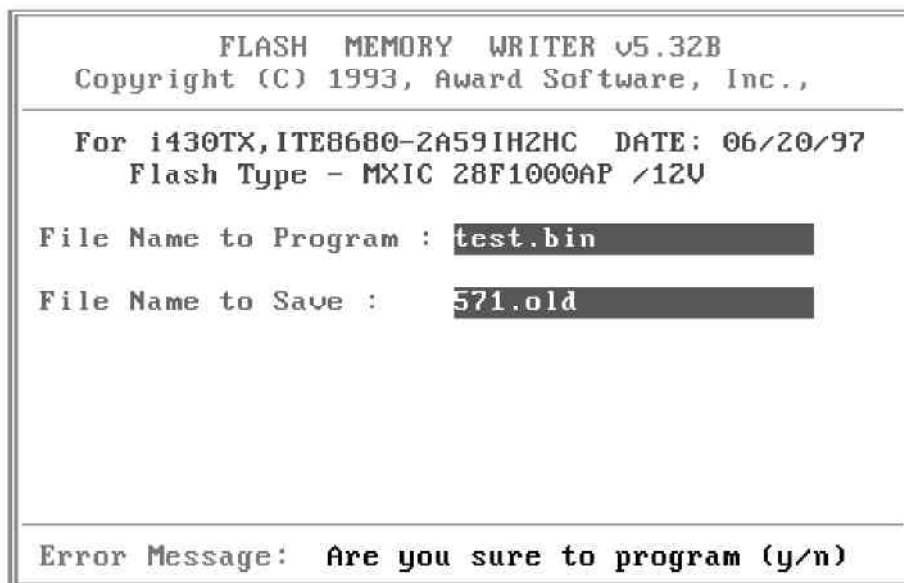 FLASH MEMORY WRITER v5.32B
Copyright (C) 1993, Award Software, Inc.,
For i430TX,ITE8680-2A59IH2HC DATE: 06/20/97
Flash Type - MXIC 28F1000AP /12V
File Name to Program : test.bin
File Name to Save : 571.old
Error Message: Are you sure to program (y/n)